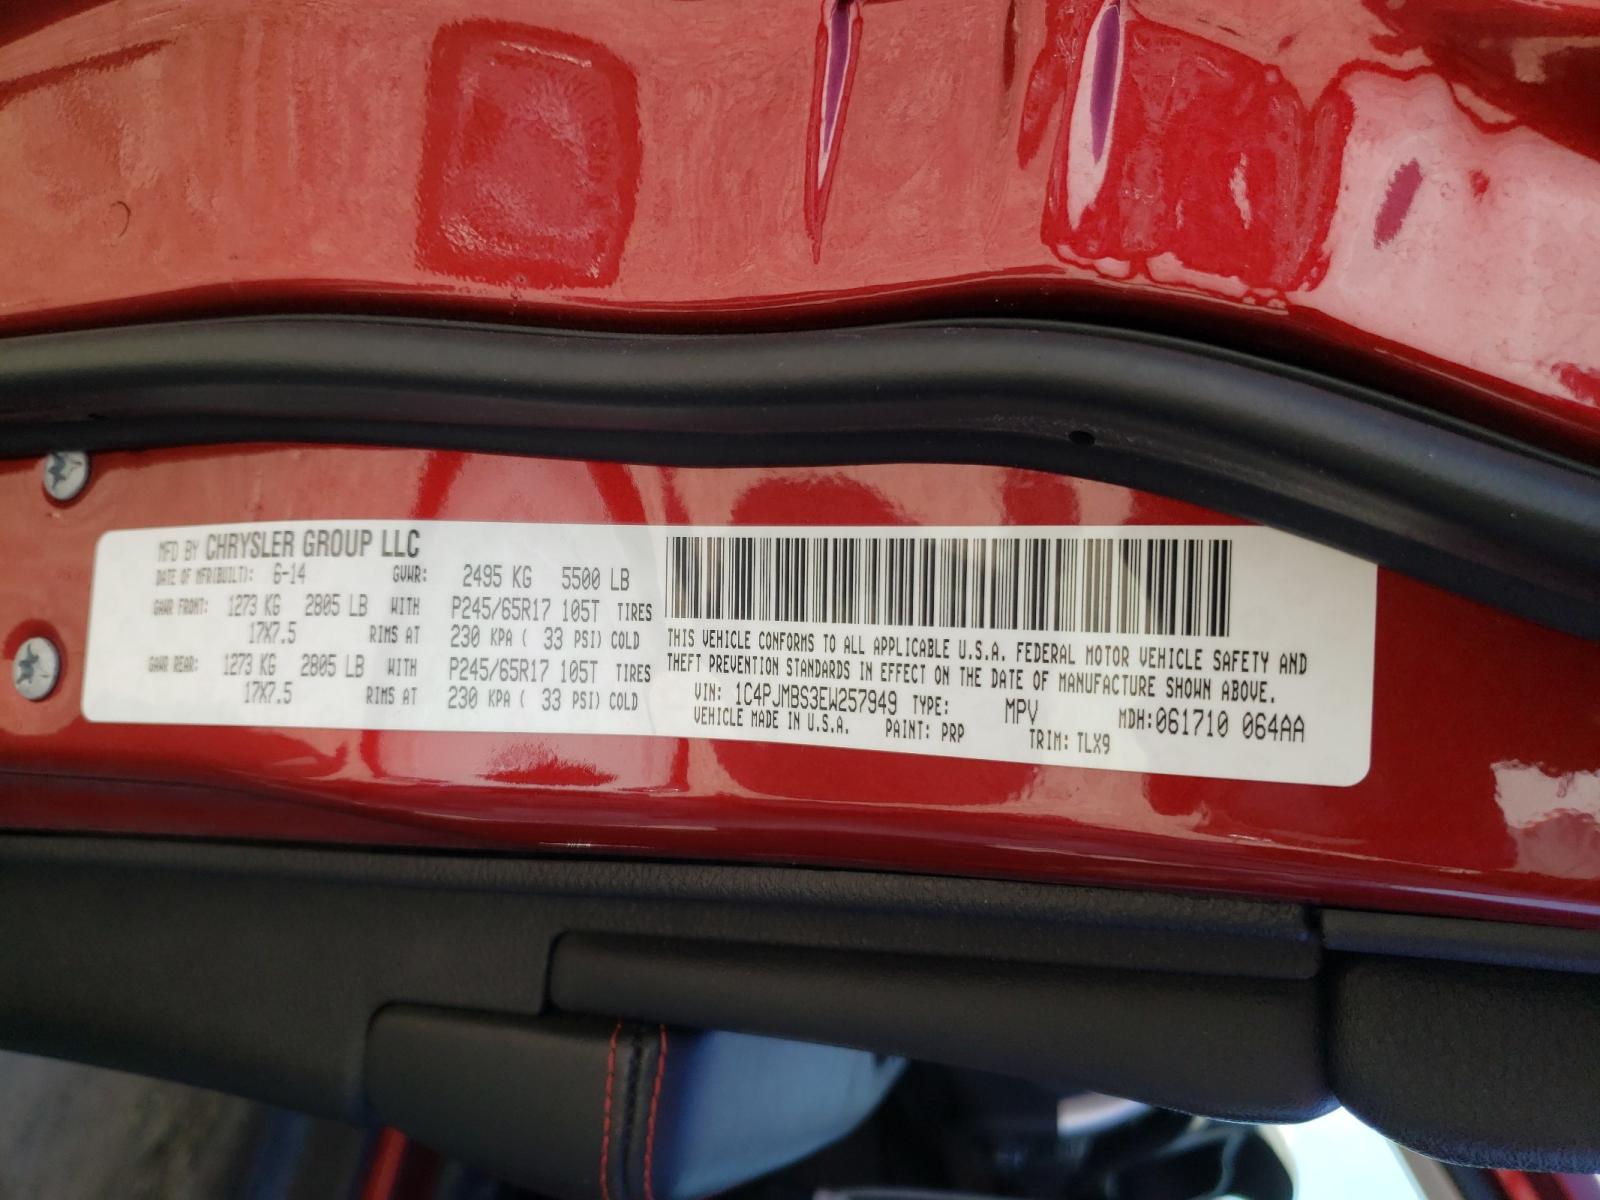 MFD BY CHRYSLER GROUP LLC
DATE OF MFR(BUILT): 6-14 GVWR: 2495 KG 5500 LB
GAWR FRONT: 1273 KG 2805 LB WITH P245/65R17 105T TIRES
17X7.5 RIMS AT 230 KPA ( 33 PSI) COLD
GAWR REAR: 1273 KG 2805 LB WITH P245/65R17 105T TIRES
17X7.5 RIMS AT 230 KPA ( 33 PSI) COLD
THIS VEHICLE CONFORMS TO ALL APPLICABLE U.S.A. FEDERAL MOTOR VEHICLE SAFETY AND
THEFT PREVENTION STANDARDS IN EFFECT ON THE DATE OF MANUFACTURE SHOWN ABOVE.
VIN: 1C4PJMBS3EW257949 TYPE: MPV MDH:061710 064AA
VEHICLE MADE IN U.S.A. PAINT: PRP TRIM: TLX9